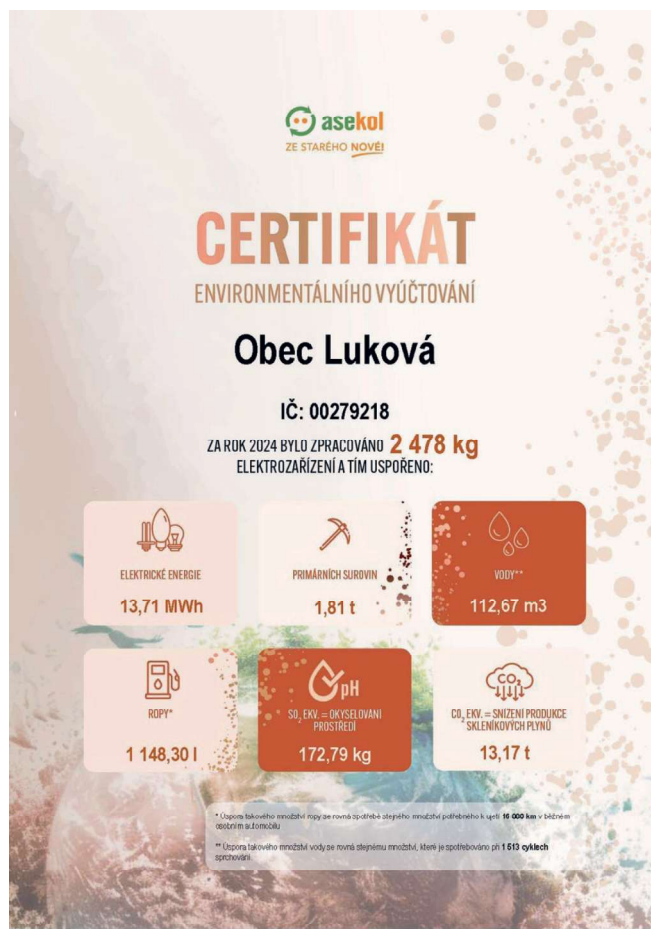 asekol
ZE STARÉHO NOVÉ!
CERTIFIKÁT
ENVIRONMENTÁLNÍHO VYÚČTOVÁNÍ
Obec Luková
IČ: 00279218
ZA ROK 2024 BYLO ZPRACOVÁNO 2 478 kg
ELEKTROZAŘÍZENÍ A TÍM USPOŘENO:
ELEKTRICKÉ ENERGIE
13,71 MWh
PRIMÁRNÍCH SUROVIN
1,81 t
VODY**
112,67 m3
ROPY*
1 148,30 l
pH
SO2 EKV. = OKYSELOVÁNÍ
PROSTŘEDÍ
172,79 kg
CO2
CO2 EKV. = SNÍŽENÍ PRODUKCE
SKLENÍKOVÝCH PLYNŮ
13,17 t
* Úspora takového množství ropy se rovná spotřebě stejného množství potřebného k ujetí 16 000 km v běžném
osobním automobilu
** Úspora takového množství vody se rovná stejnému množství, které je spotřebováno při 1 513 cyklech
sprchování.